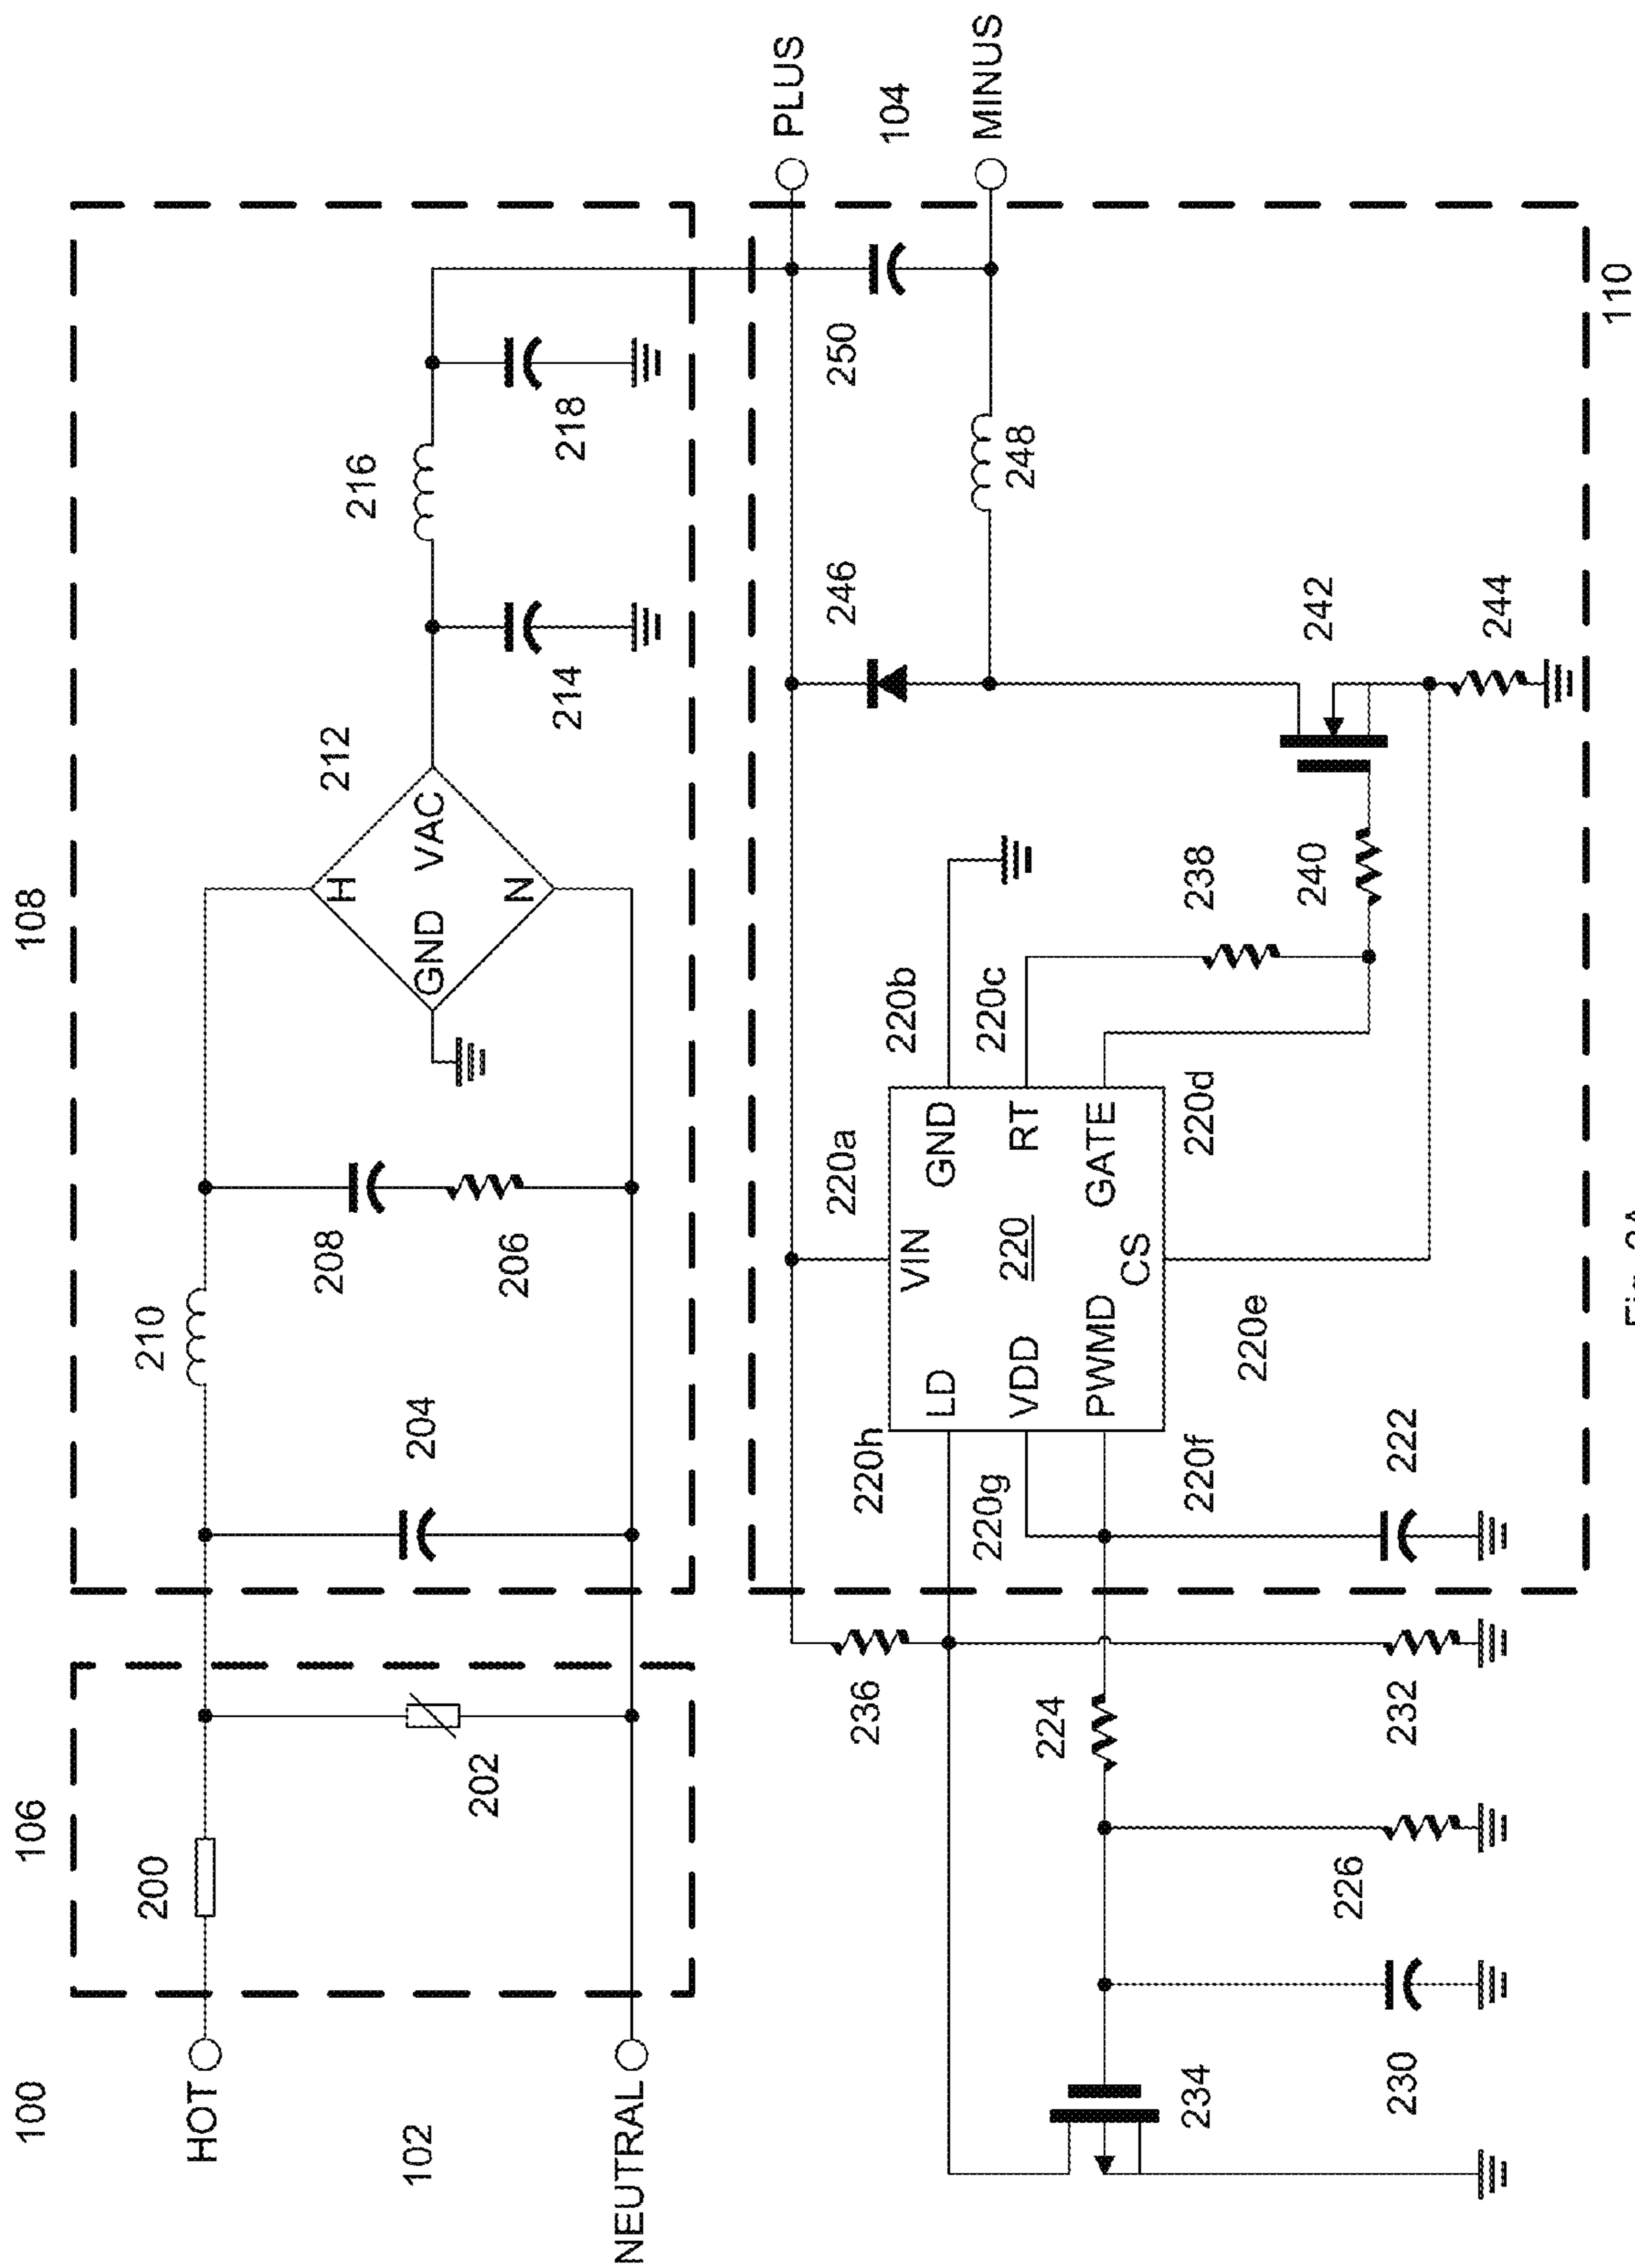 100
106
108
HOT
200
210
212
H
GND VAC
N
216
202
204
208
206
214
218
102
NEUTRAL
PLUS
104
MINUS
236
220h
220a
220b
246
250
LD
VIN
GND
220g
VDD
220
RT
220c
224
PWMD
CS
GATE
248
220f
220d
238
234
220e
240
242
230
226
232
222
244
110